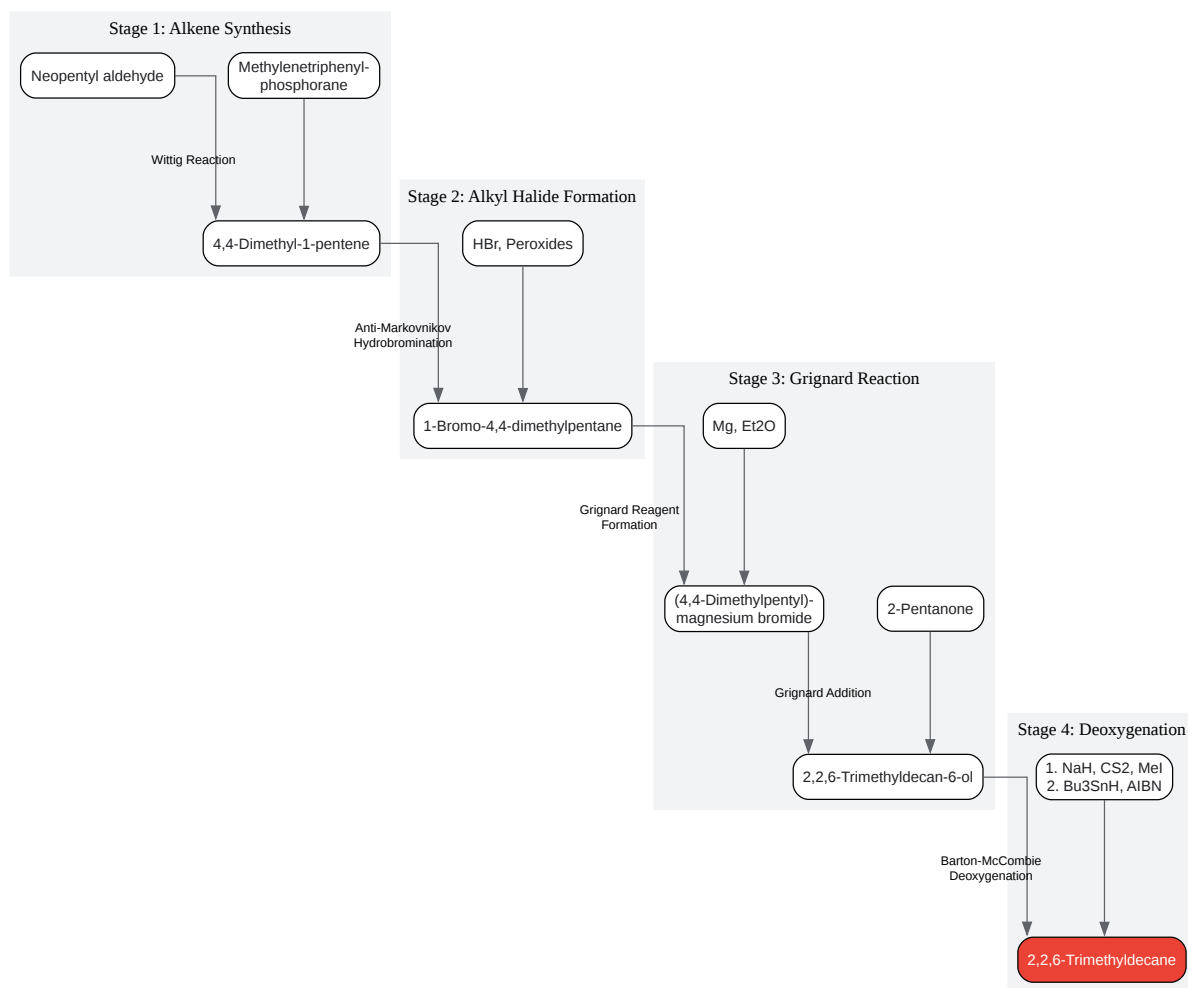 Stage 1: Alkene Synthesis
Neopentyl aldehyde
Methylenetriphenyl-
phosphorane
Wittig Reaction
4,4-Dimethyl-1-pentene
Stage 2: Alkyl Halide Formation
HBr, Peroxides
Anti-Markovnikov
Hydrobromination
1-Bromo-4,4-dimethylpentane
Stage 3: Grignard Reaction
Mg, Et2O
Grignard Reagent
Formation
(4,4-Dimethylpentyl)-
magnesium bromide
2-Pentanone
Grignard Addition
2,2,6-Trimethyldecan-6-ol
Stage 4: Deoxygenation
1. NaH, CS2, MeI
2. Bu3SnH, AIBN
Barton-McCombie
Deoxygenation
2,2,6-Trimethyldecane